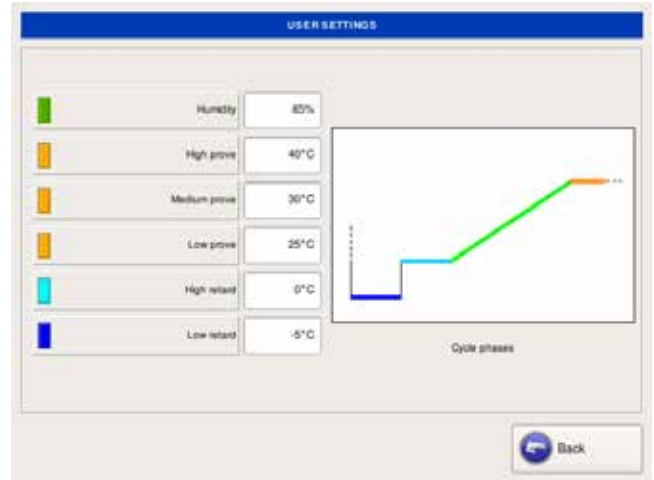 USER SETTINGS
Humidity 85%
High prove 40°C
Medium prove 30°C
Low prove 25°C
High retard 0°C
Low retard -5°C
Cycle phases
Back